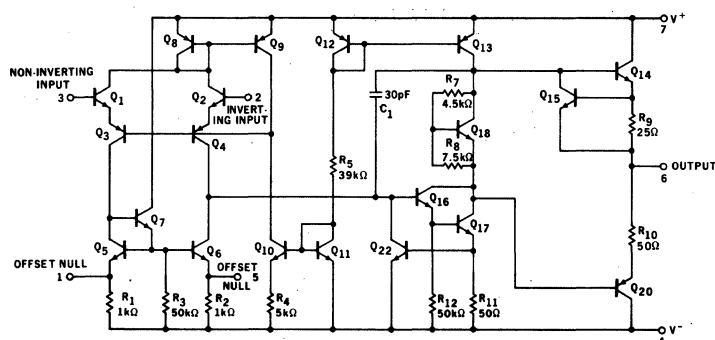 V+
7
Q8
Q9
Q12
Q13
Q14
NON-INVERTING
INPUT
3
Q1
Q2
2
INVERT-
ING INPUT
30pF
C1
R7
4.5kΩ
Q18
R8
7.5kΩ
Q15
R9
25Ω
Q3
Q4
R5
39kΩ
OUTPUT
6
Q7
Q16
Q17
R10
50Ω
Q5
Q6
Q10
Q11
Q22
Q20
OFFSET NULL
1
OFFSET
NULL
5
R1
1kΩ
R3
50kΩ
R2
1kΩ
R4
5kΩ
R12
50kΩ
R11
50Ω
V-